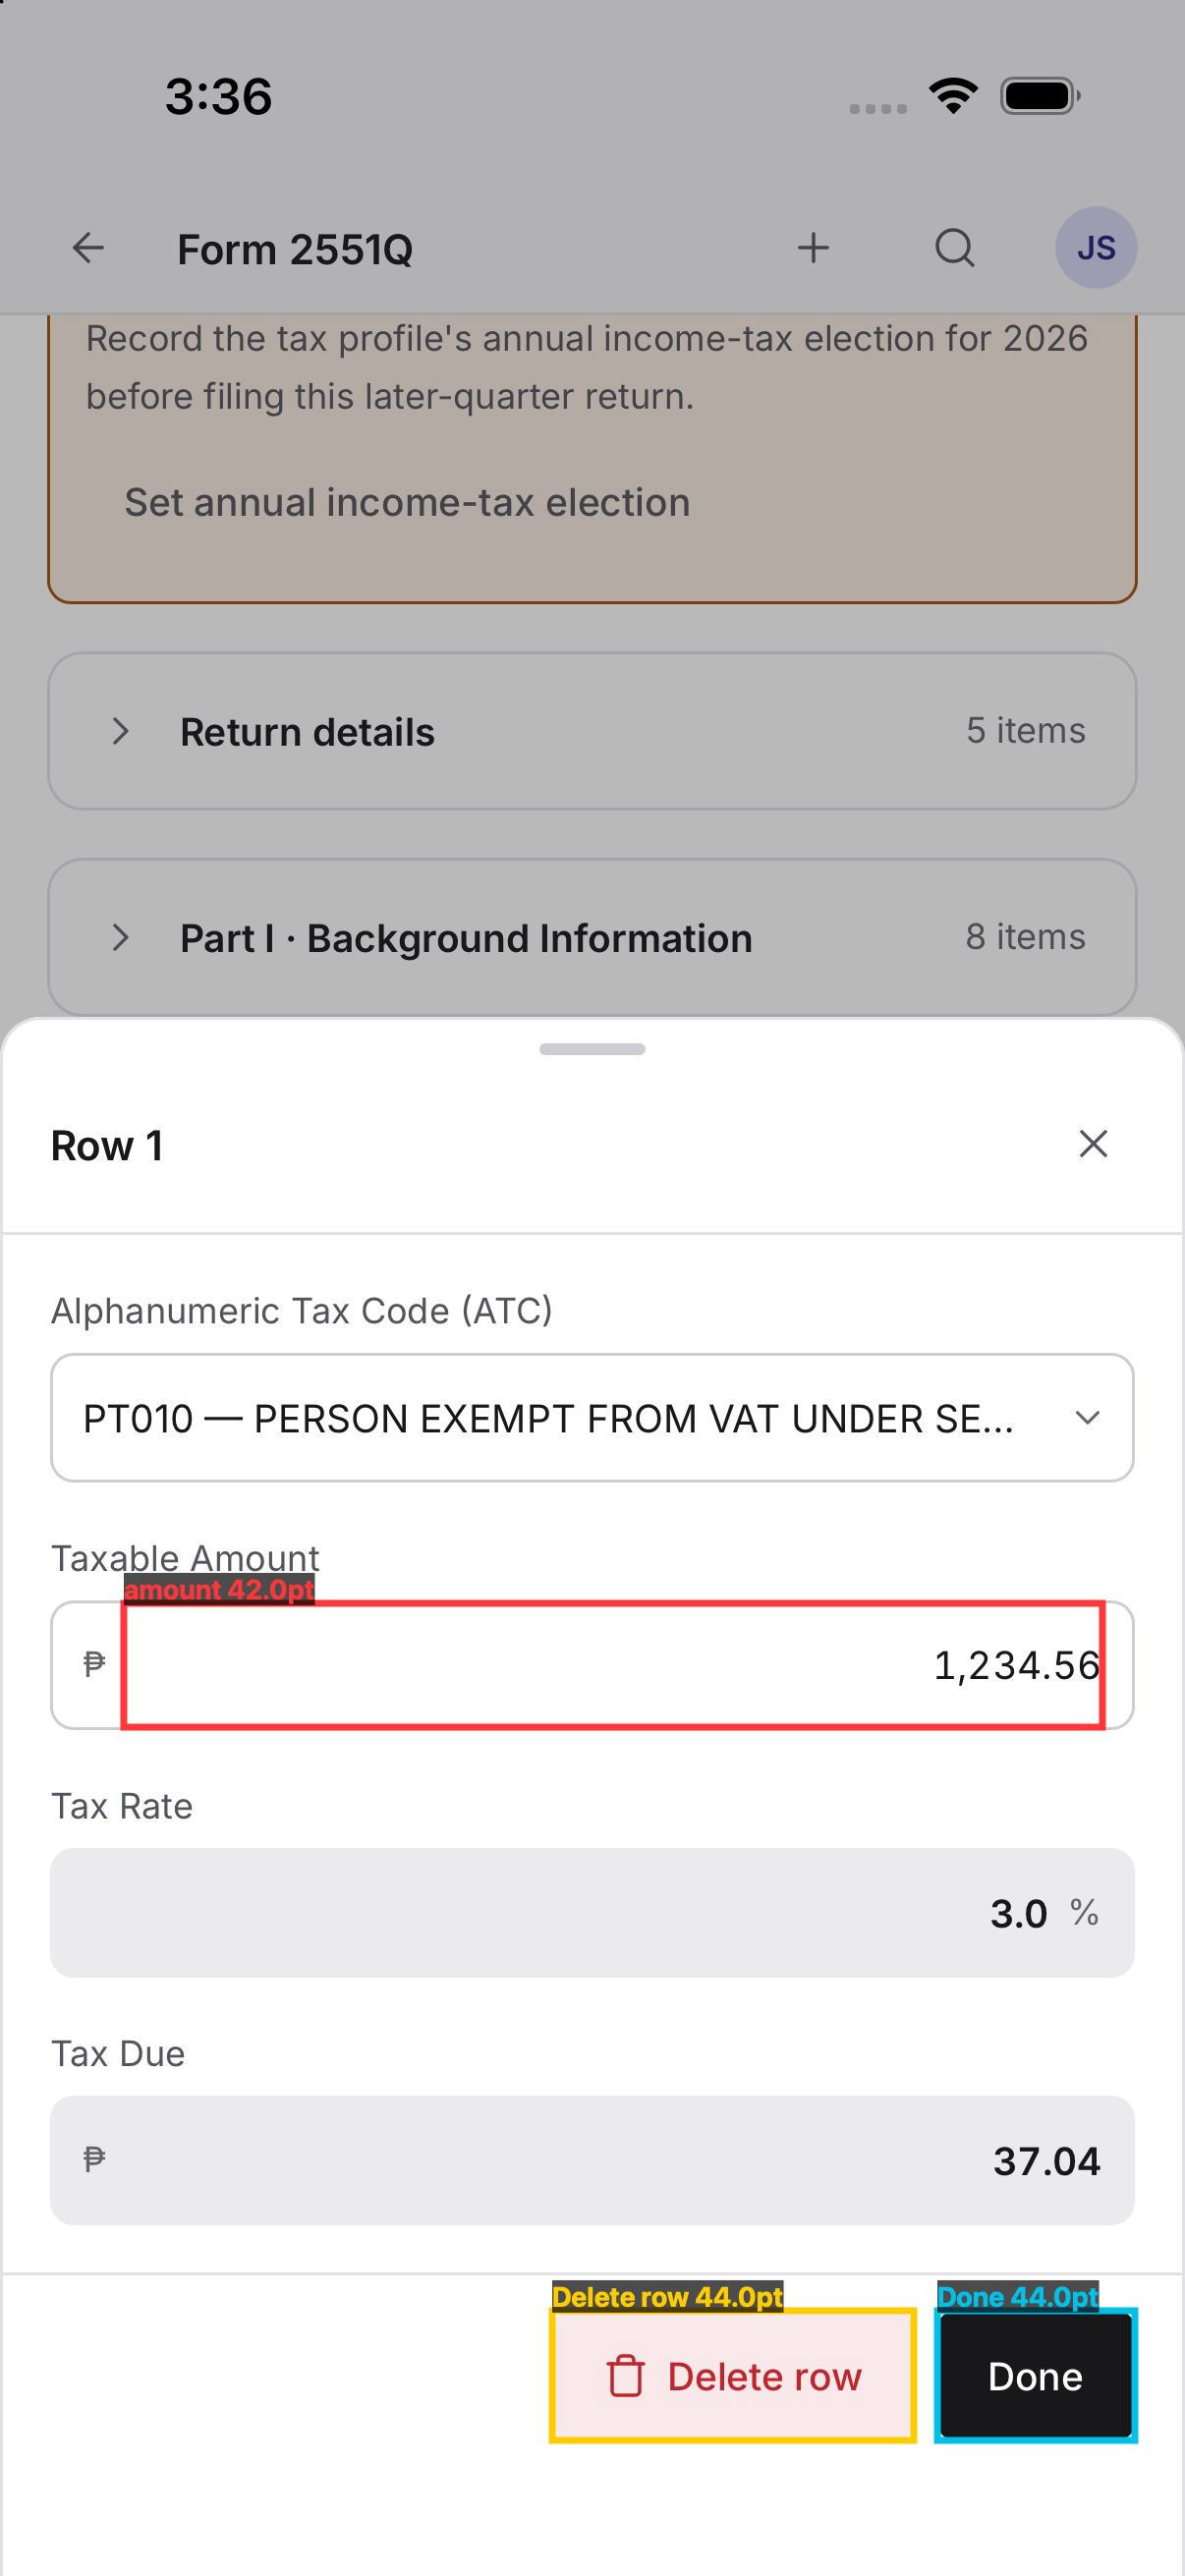 3:36
Form 2551Q
JS
Record the tax profile's annual income-tax election for 2026
before filing this later-quarter return.
Set annual income-tax election
Return details
5 items
Part I · Background Information
8 items
Row 1
Alphanumeric Tax Code (ATC)
PT010 — PERSON EXEMPT FROM VAT UNDER SE...
Taxable Amount
amount 42.0pt
₱ 1,234.56
Tax Rate
3.0 %
Tax Due
₱ 37.04
Delete row 44.0pt
Done 44.0pt
Delete row
Done